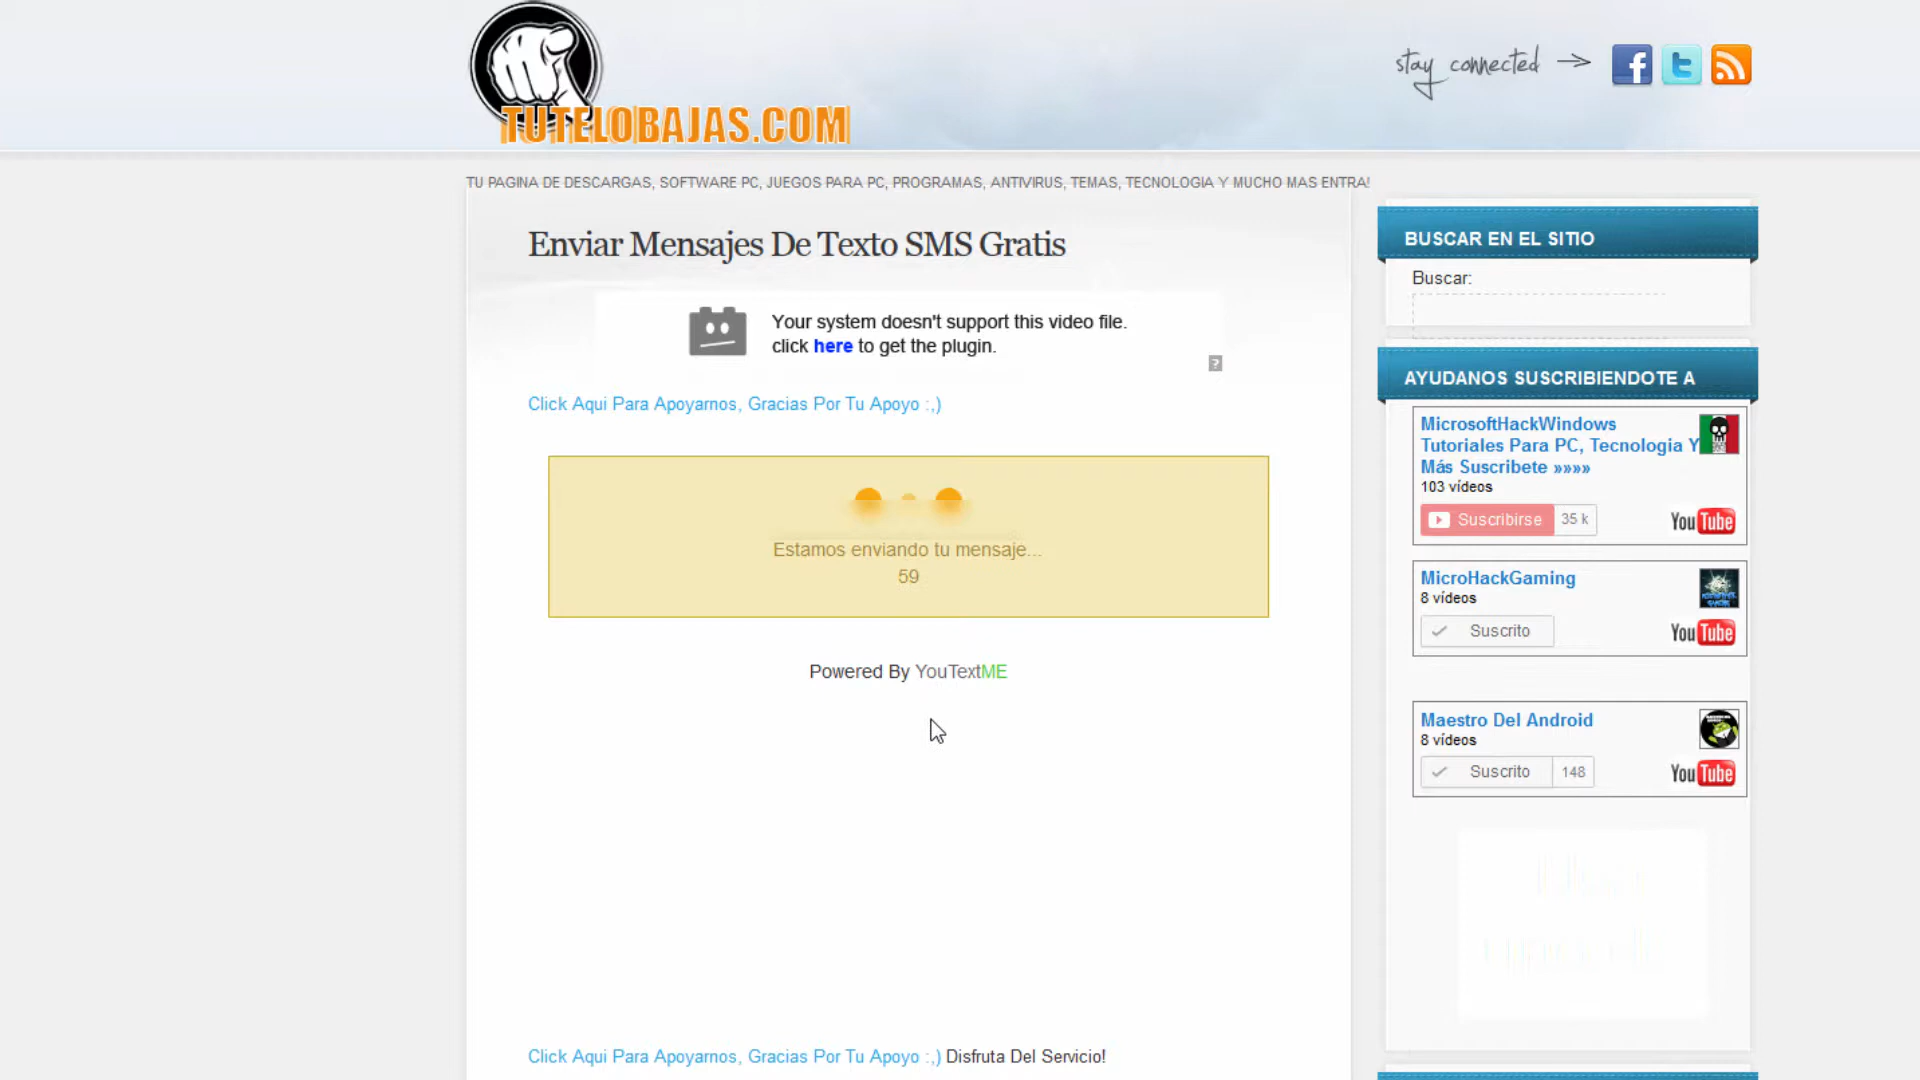 TUTELOBAJAS.COM
stay connected
TU PAGINA DE DESCARGAS, SOFTWARE PC, JUEGOS PARA PC, PROGRAMAS, ANTIVIRUS, TEMAS, TECNOLOGIA Y MUCHO MAS ENTRA!
Enviar Mensajes De Texto SMS Gratis
Your system doesn't support this video file.
click here to get the plugin.
?
Click Aqui Para Apoyarnos, Gracias Por Tu Apoyo :,)
Estamos enviando tu mensaje...
59
Powered By YouTextME
Click Aqui Para Apoyarnos, Gracias Por Tu Apoyo :,) Disfruta Del Servicio!
BUSCAR EN EL SITIO
Buscar:
AYUDANOS SUSCRIBIENDOTE A
MicrosoftHackWindows
Tutoriales Para PC, Tecnologia Y
Más Suscribete »»»»
103 vídeos
Suscribirse 35 k
YouTube
MicroHackGaming
8 vídeos
Suscrito
YouTube
Maestro Del Android
8 vídeos
Suscrito 148
YouTube